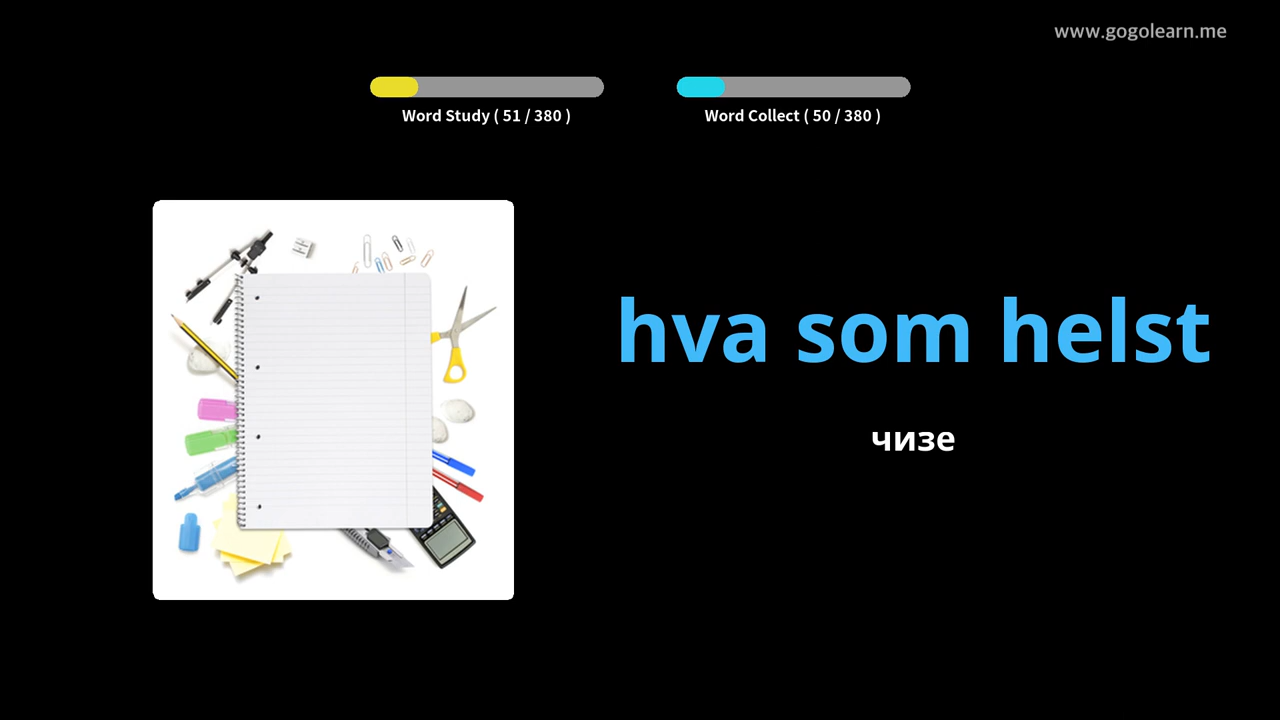 www.gogolearn.me
Word Study ( 51 / 380 )
Word Collect ( 50 / 380 )
hva som helst
чизе